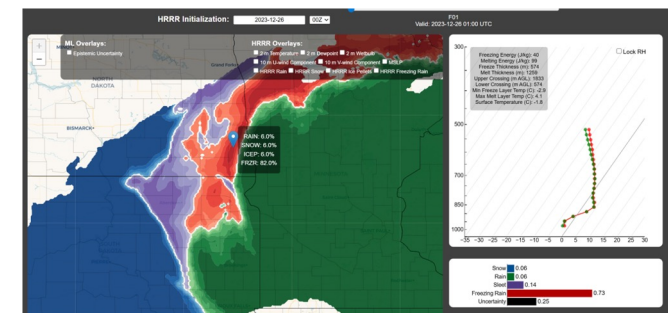 HRRR Initialization: 2023-12-26 00Z
F01
Valid: 2023-12-26 01:00 UTC
ML Overlays:
Epistemic Uncertainty
HRRR Overlays:
2 m Temperature 2 m Dewpoint 2 m Wetbulb
10 m U-wind Component 10 m V-wind Component MSLP
HRRR Rain HRRR Snow HRRR Ice Pellets HRRR Freezing Rain
+
−
Grand Forks
NORTH
DAKOTA
BISMARCK
RAIN: 6.0%
SNOW: 6.0%
ICEP: 6.0%
FRZR: 82.0%
Lock RH
Freezing Energy (J/kg): 40
Melting Energy (J/kg): 99
Freeze Thickness (m): 574
Melt Thickness (m): 1259
Upper Crossing (m AGL): 1833
Lower Crossing (m AGL): 574
Min Freeze Layer Temp (C): -2.9
Max Melt Layer Temp (C): 4.1
Surface Temperature (C): -1.8
300
500
700
850
1000
-35 -25 -20 -15 -10 -5 0 5 10 15 20 25 30
Snow 0.06
Rain 0.06
Sleet 0.14
Freezing Rain 0.73
Uncertainty 0.25